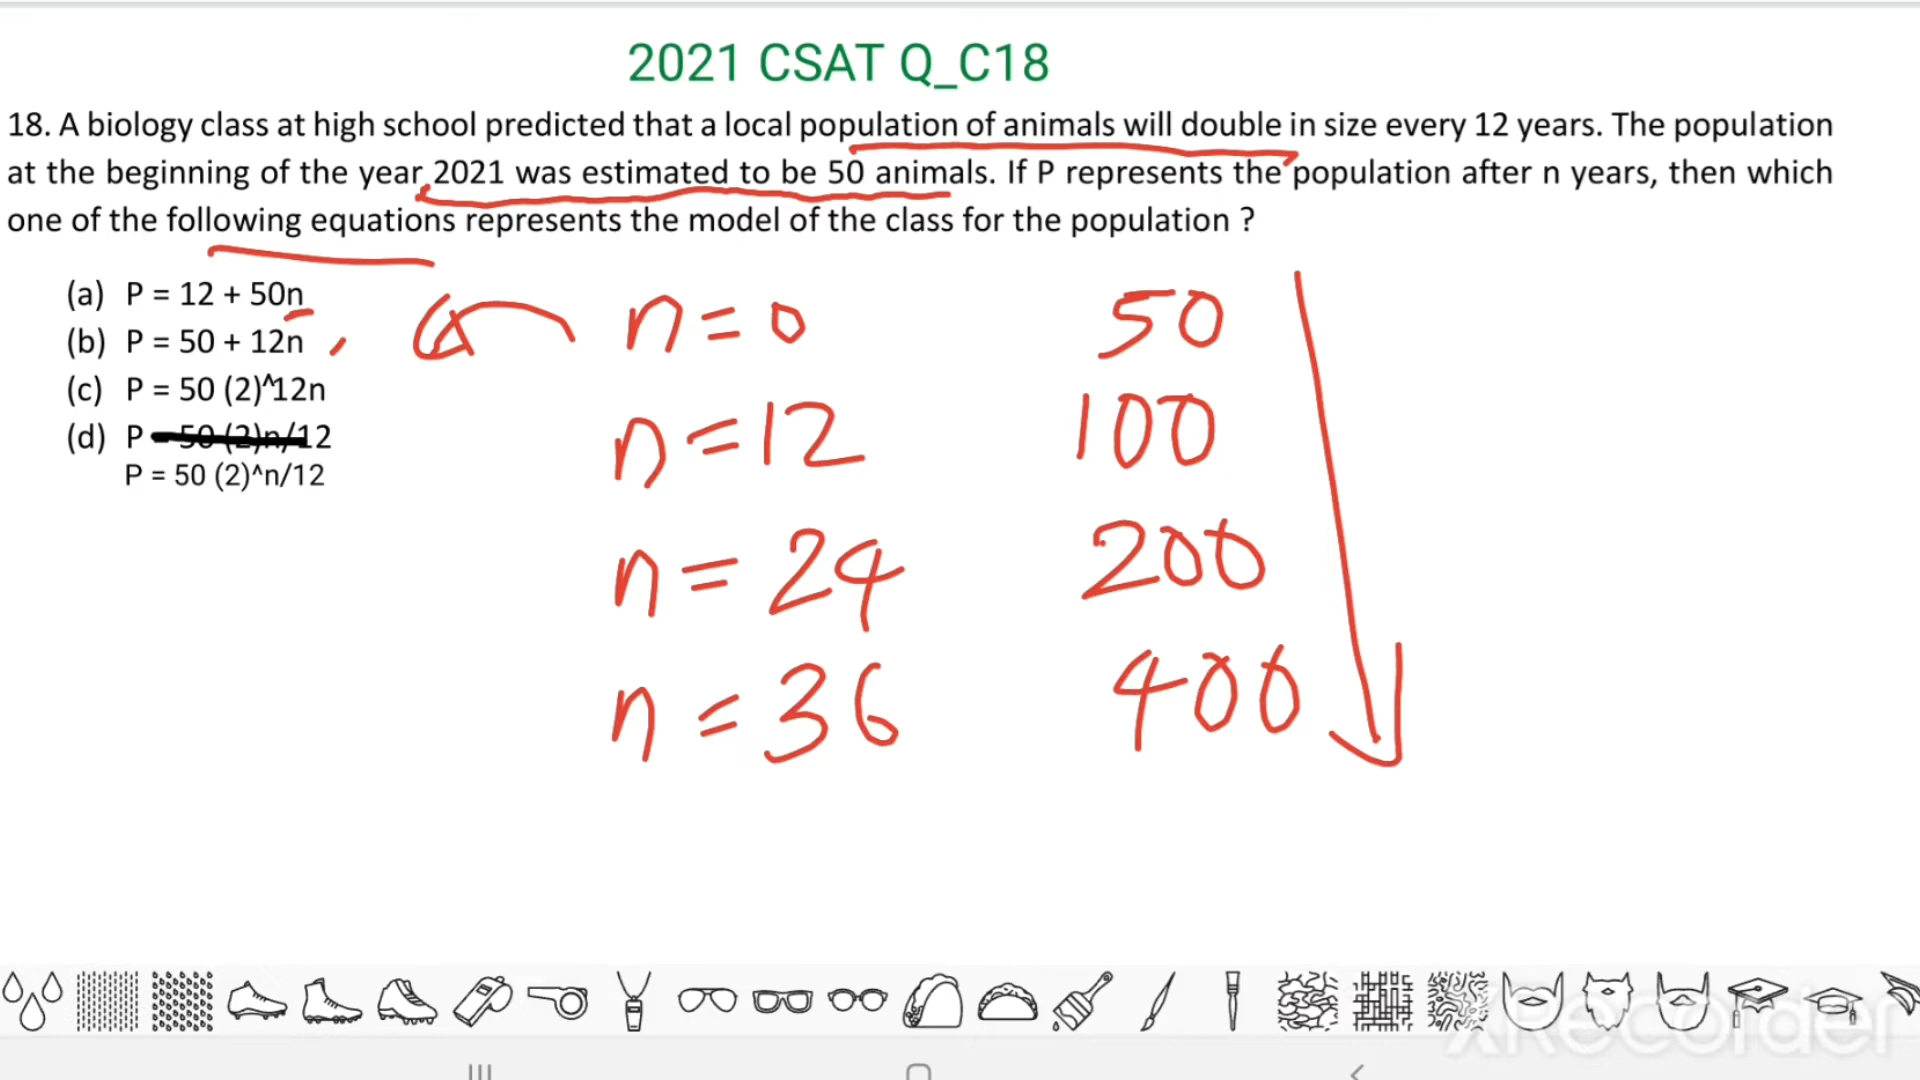 2021 CSAT Q_C18
18. A biology class at high school predicted that a local population of animals will double in size every 12 years. The population
at the beginning of the year 2021 was estimated to be 50 animals. If P represents the population after n years, then which
one of the following equations represents the model of the class for the population ?
(a) P = 12 + 50n
(b) P = 50 + 12n
(c) P = 50 (2)^12n
(d) P = 50 (2)n/12
P = 50 (2)^n/12
n = 0 50
n = 12 100
n = 24 200
n = 36 400
XRecorder